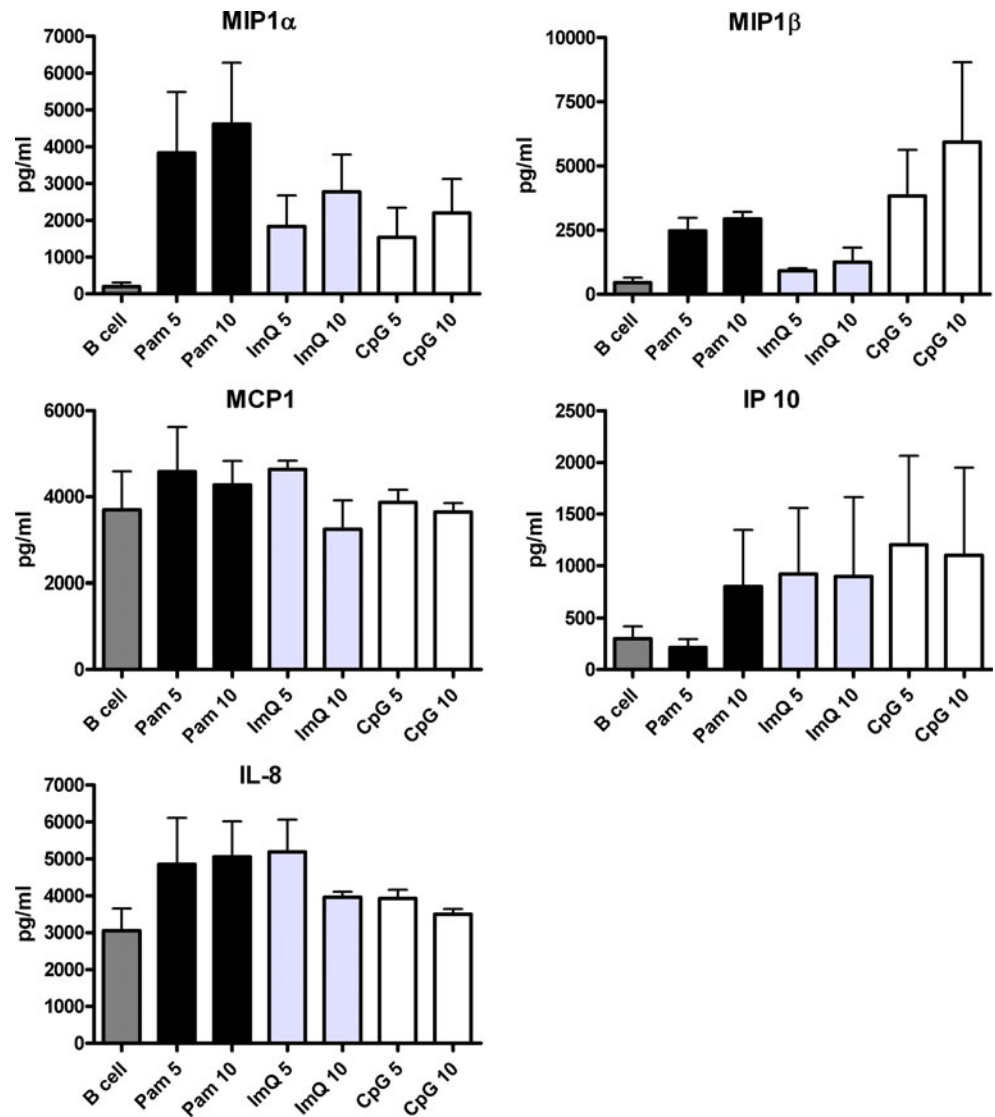 MIP1α
pg/ml
7000
6000
5000
4000
3000
2000
1000
0
B cell
Pam 5
Pam 10
ImQ 5
ImQ 10
CpG 5
CpG 10
MIP1β
pg/ml
10000
7500
5000
2500
0
B cell
Pam 5
Pam 10
ImQ 5
ImQ 10
CpG 5
CpG 10
MCP1
pg/ml
6000
4000
2000
0
B cell
Pam 5
Pam 10
ImQ 5
ImQ 10
CpG 5
CpG 10
IP 10
pg/ml
2500
2000
1500
1000
500
0
B cell
Pam 5
Pam 10
ImQ 5
ImQ 10
CpG 5
CpG 10
IL-8
pg/ml
7000
6000
5000
4000
3000
2000
1000
0
B cell
Pam 5
Pam 10
ImQ 5
ImQ 10
CpG 5
CpG 10